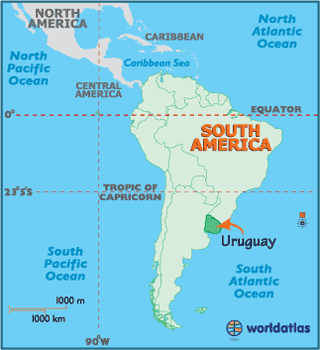 NORTH
AMERICA
North
Atlantic
Ocean
CARIBBEAN
North
Pacific
Ocean
Caribbean Sea
CENTRAL
AMERICA
EQUATOR
0°
SOUTH
AMERICA
23°5'S
TROPIC OF
CAPRICORN
Uruguay
South
Pacific
Ocean
South
Atlantic
Ocean
1000 m
1000 km
90°W
worldatlas